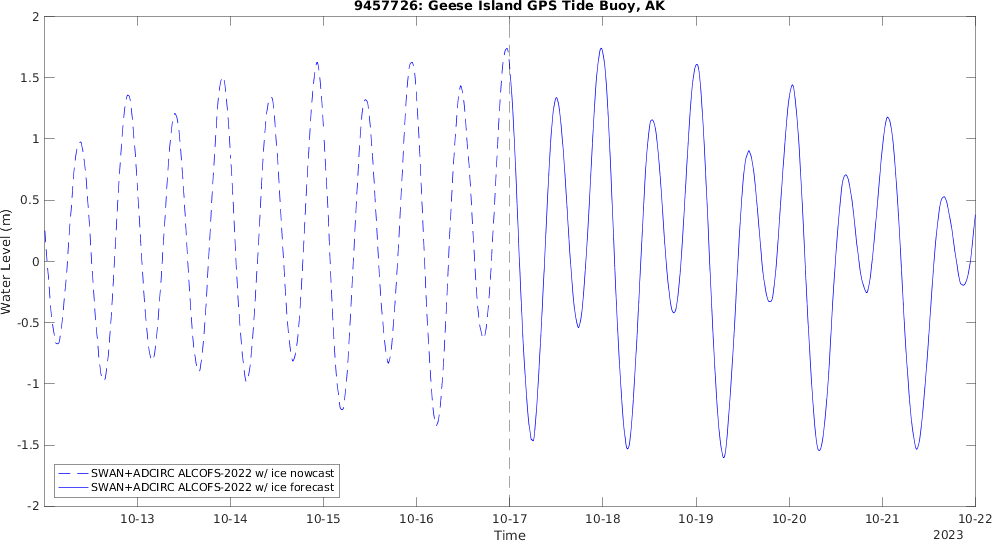 9457726: Geese Island GPS Tide Buoy, AK
2
1.5
1
0.5
0
-0.5
-1
-1.5
-2
Water Level (m)
SWAN+ADCIRC ALCOFS-2022 w/ ice nowcast
SWAN+ADCIRC ALCOFS-2022 w/ ice forecast
10-13 10-14 10-15 10-16 10-17 10-18 10-19 10-20 10-21 10-22
Time
2023